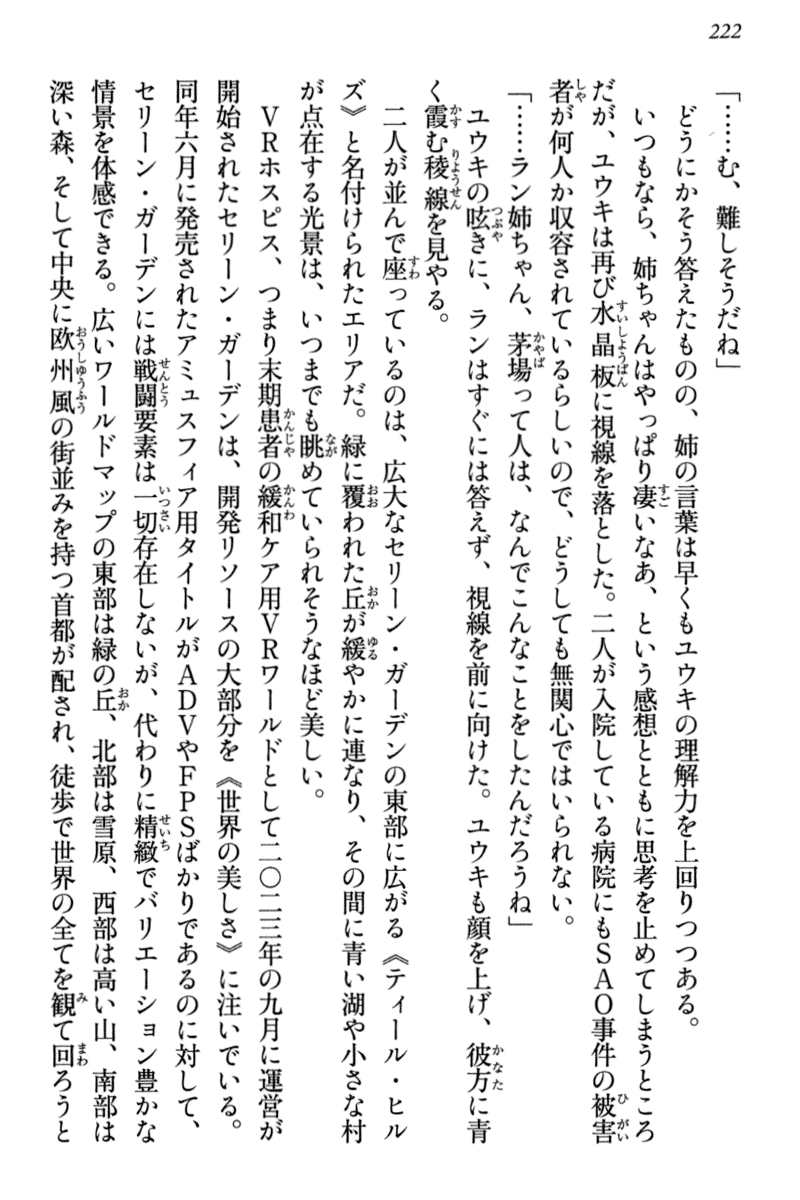 222
「……む、難しそうだね」
どうにかそう答えたものの、姉の言葉は早くもユウキの理解力を上回りつつある。
いつもなら、姉ちゃんはやっぱり凄いなあ、という感想とともに思考を止めてしまうところ
だが、ユウキは再び水晶板に視線を落とした。二人が入院している病院にもSAO事件の被害
者が何人か収容されているらしいので、どうしても無関心ではいられない。
「……ラン姉ちゃん、茅場って人は、なんでこんなことをしたんだろうね」
ユウキの呟きに、ランはすぐには答えず、視線を前に向けた。ユウキも顔を上げ、彼方に青
く霞む稜線を見やる。
二人が並んで座っているのは、広大なセリーン・ガーデンの東部に広がる《ティール・ヒル
ズ》と名付けられたエリアだ。緑に覆われた丘が緩やかに連なり、その間に青い湖や小さな村
が点在する光景は、いつまでも眺めていられそうなほど美しい。
VRホスピス、つまり末期患者の緩和ケア用VRワールドとして二〇二三年の九月に運営が
開始されたセリーン・ガーデンは、開発リソースの大部分を《世界の美しさ》に注いでいる。
同年六月に発売されたアミュスフィア用タイトルがADVやFPSばかりであるのに対して、
セリーン・ガーデンには戦闘要素は一切存在しないが、代わりに精緻でバリエーション豊かな
情景を体感できる。広いワールドマップの東部は緑の丘、北部は雪原、西部は高い山、南部は
深い森、そして中央に欧州風の街並みを持つ首都が配され、徒歩で世界の全てを観て回ろうと